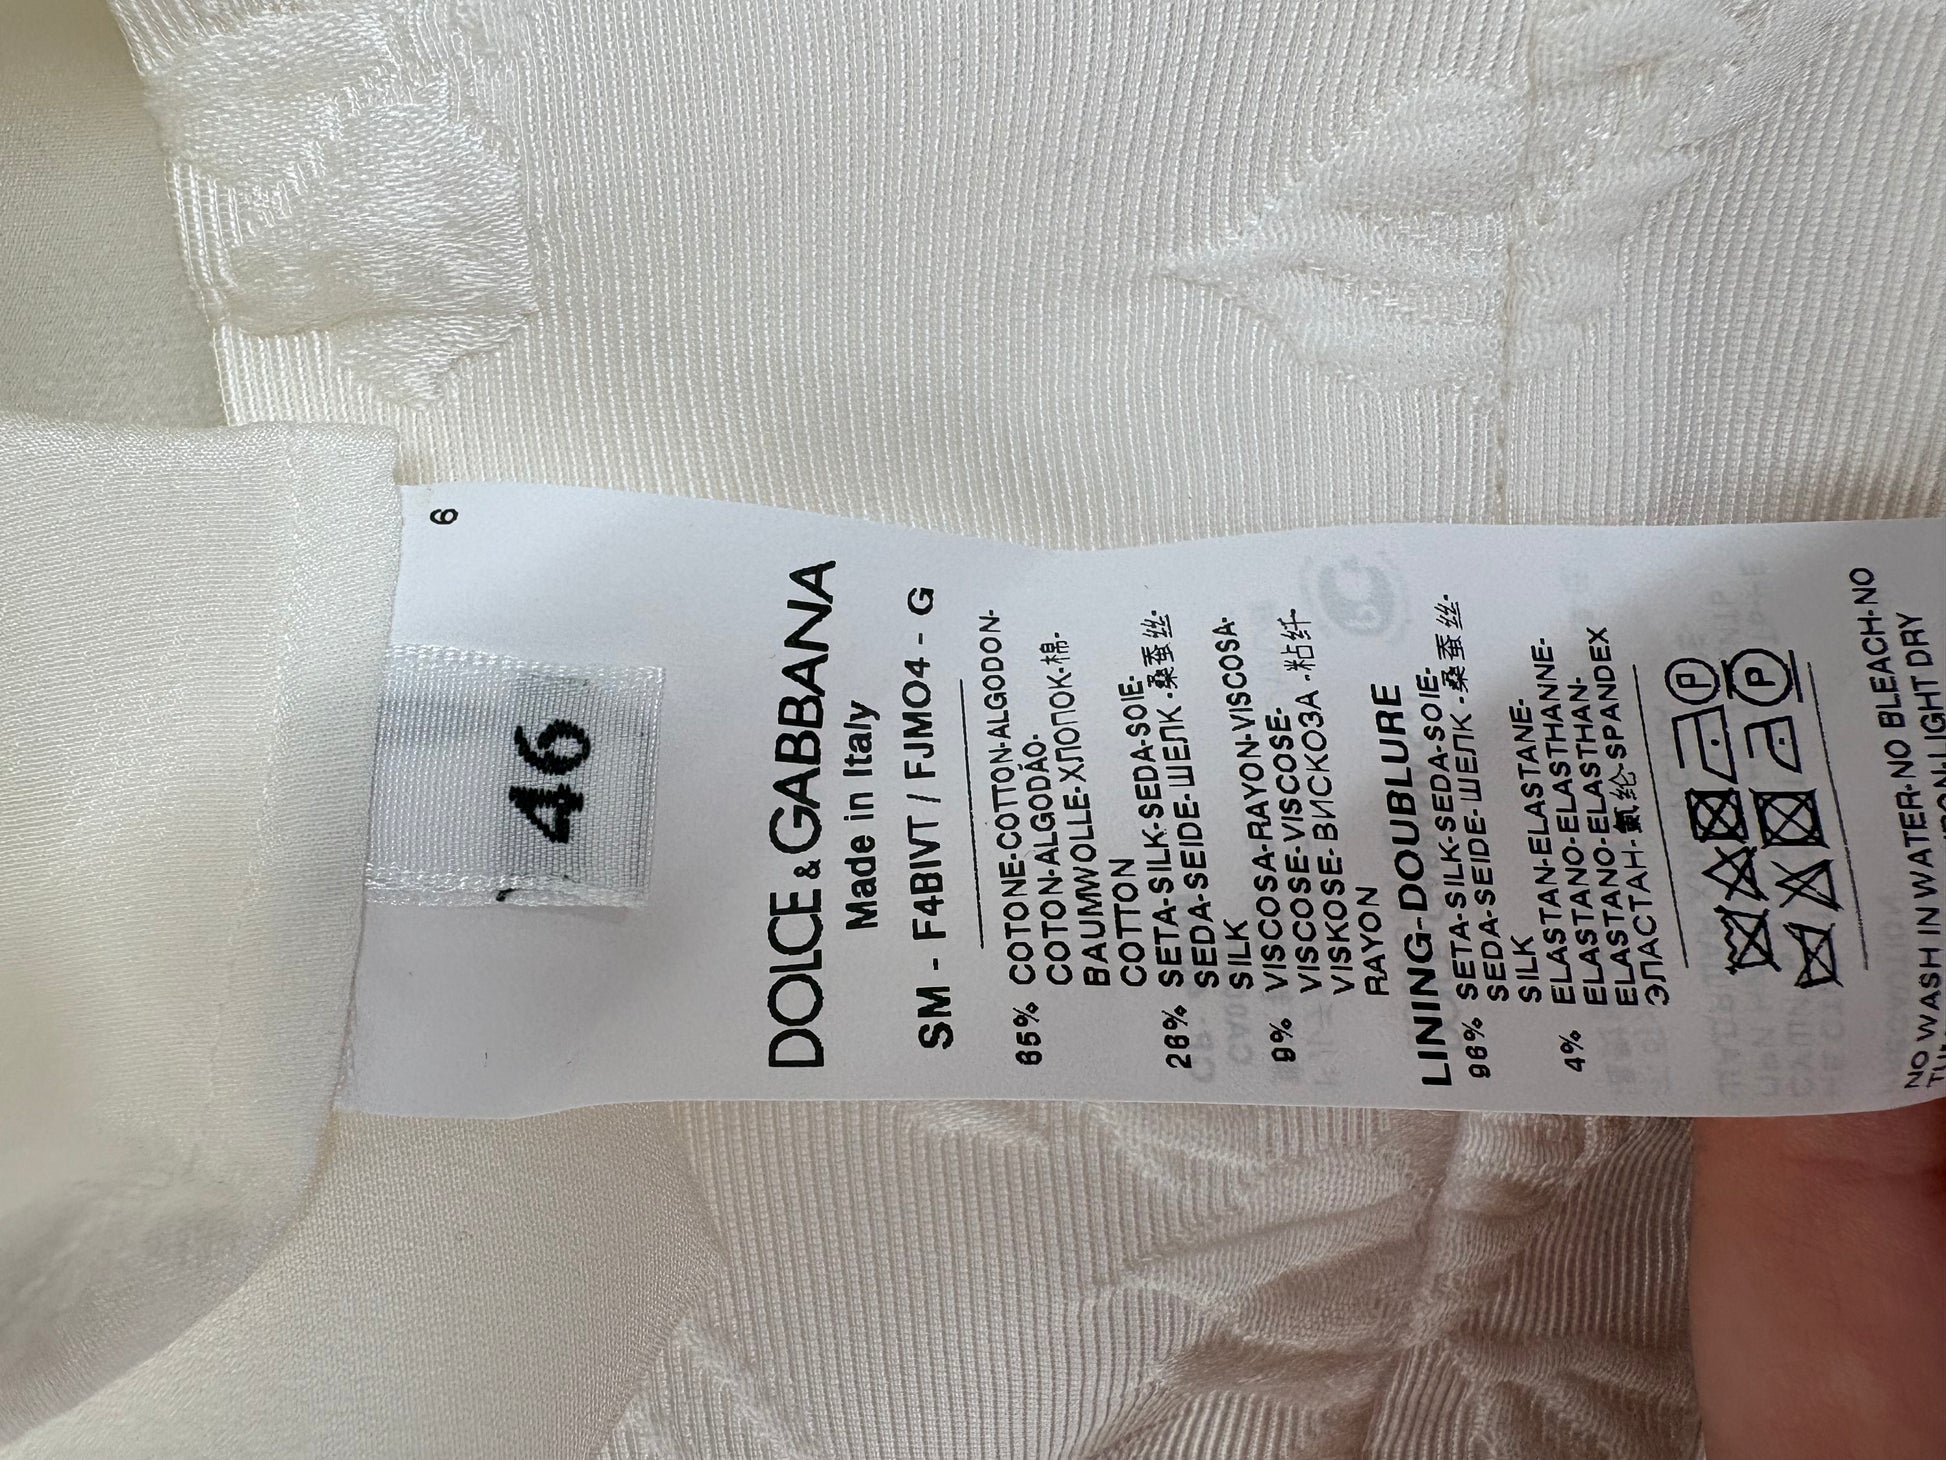 6
46
DOLCE & GABBANA
Made in Italy
SM - F4BIVT / FJMO4 - G
65% COTONE-COTTON-ALGODON-
COTON-ALGODÃO-
BAUMWOLLE-ХЛОПОК-棉-
COTTON
26% SETA-SILK-SEDA-SOIE-
SEDA-SEIDE-ШЕЛК-桑蚕丝-
SILK
9% VISCOSA-RAYON-VISCOSA-
VISCOSE-VISCOSE-
VISKOSE-ВИСКОЗА-粘纤-
RAYON
LINING-DOUBLURE
96% SETA-SILK-SEDA-SOIE-
SEDA-SEIDE-ШЕЛК-桑蚕丝-
SILK
4% ELASTAN-ELASTANE-
ELASTANO-ELASTHANNE-
ELASTANO-ELASTHAN-
ЭЛАСТАН-氨纶-SPANDEX
P
P
NO WASH IN WATER-NO BLEACH-NO
IRON-LIGHT DRY